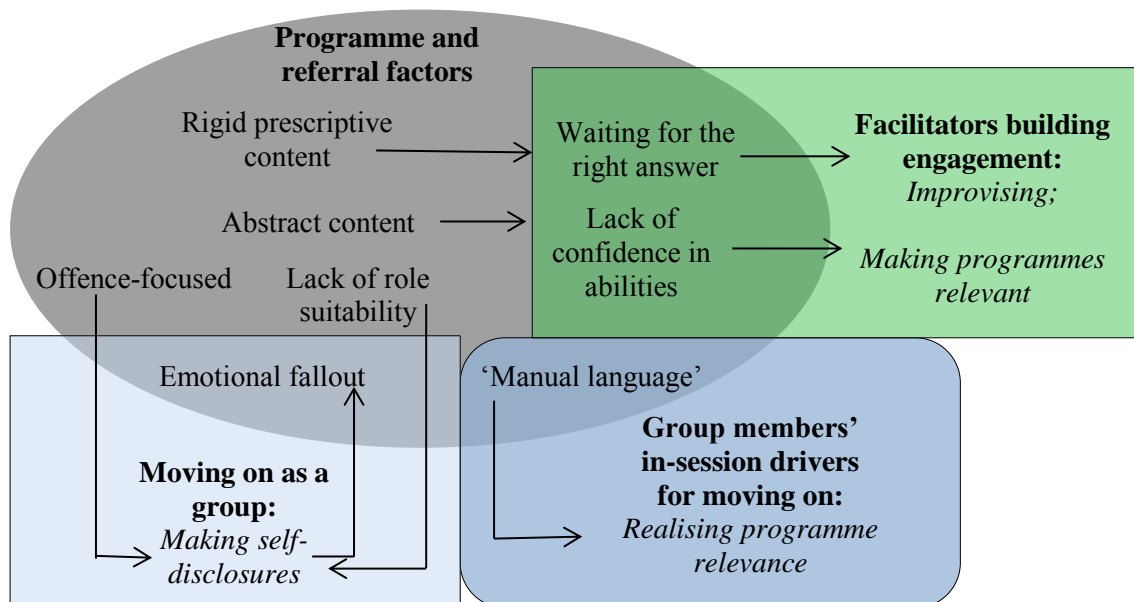 Programme and
referral factors
Rigid prescriptive
content
Waiting for the
right answer
Facilitators building
engagement:
Improvising;
Abstract content
Lack of
confidence in
abilities
Making programmes
relevant
Offence-focused
Lack of role
suitability
Emotional fallout
‘Manual language’
Moving on as a
group:
Making self-
disclosures
Group members’
in-session drivers
for moving on:
Realising programme
relevance